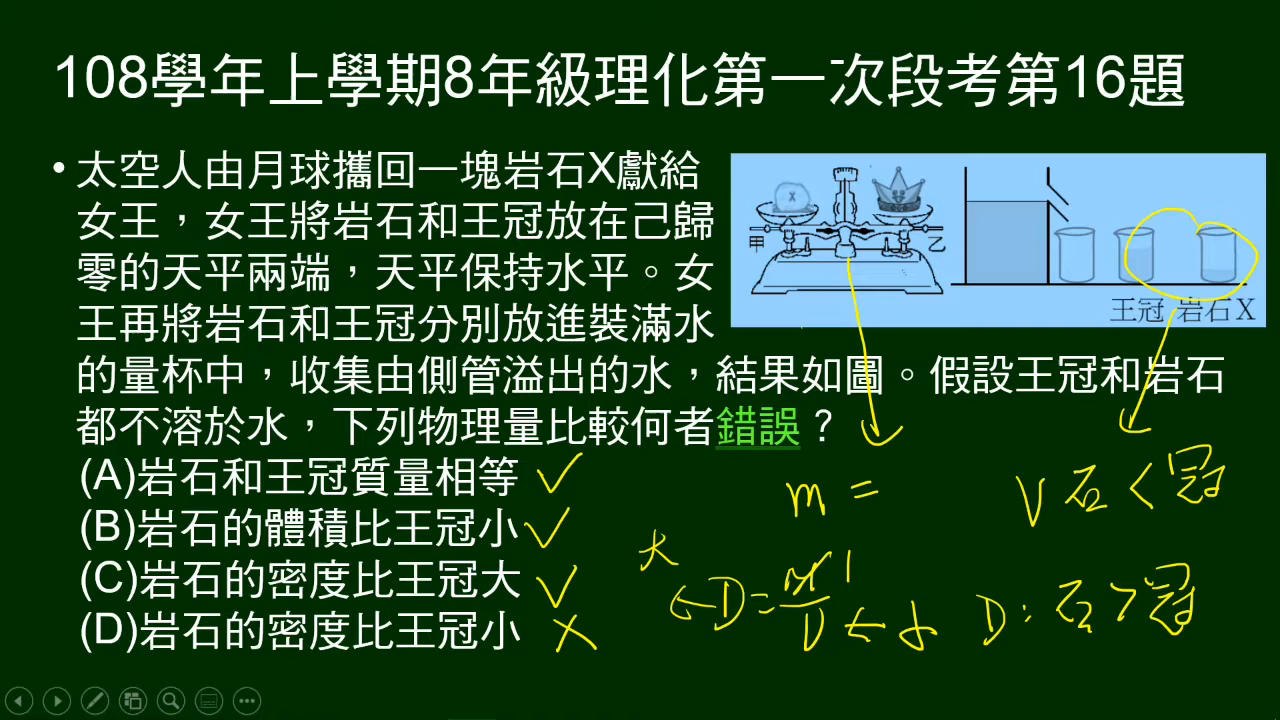 108學年上學期8年級理化第一次段考第16題
• 太空人由月球攜回一塊岩石X獻給
女王，女王將岩石和王冠放在己歸
零的天平兩端，天平保持水平。女
王再將岩石和王冠分別放進裝滿水
的量杯中，收集由側管溢出的水，結果如圖。假設王冠和岩石
都不溶於水，下列物理量比較何者錯誤？
(A)岩石和王冠質量相等 ✓
(B)岩石的體積比王冠小 ✓
(C)岩石的密度比王冠大 ✓
(D)岩石的密度比王冠小 ✗
X
甲 乙
王冠 岩石X
m =
V 石 < 冠
大 ← D = m/V 1 ← 小
D：石 > 冠